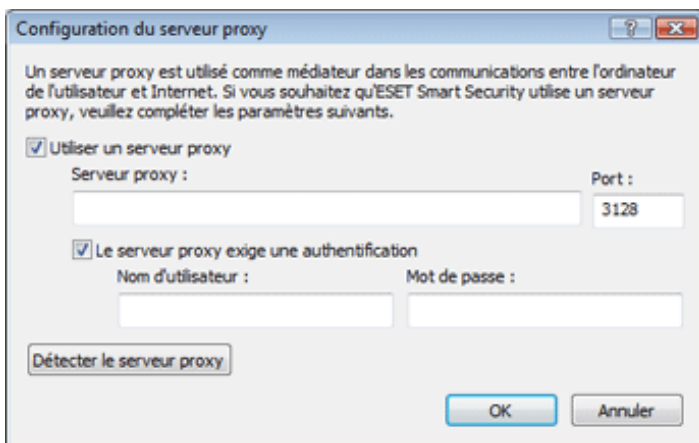 Configuration du serveur proxy
Un serveur proxy est utilisé comme médiateur dans les communications entre l'ordinateur
de l'utilisateur et Internet. Si vous souhaitez qu'ESET Smart Security utilise un serveur
proxy, veuillez compléter les paramètres suivants.
Utiliser un serveur proxy
Serveur proxy : Port :
3128
Le serveur proxy exige une authentification
Nom d'utilisateur : Mot de passe :
Détecter le serveur proxy
OK Annuler